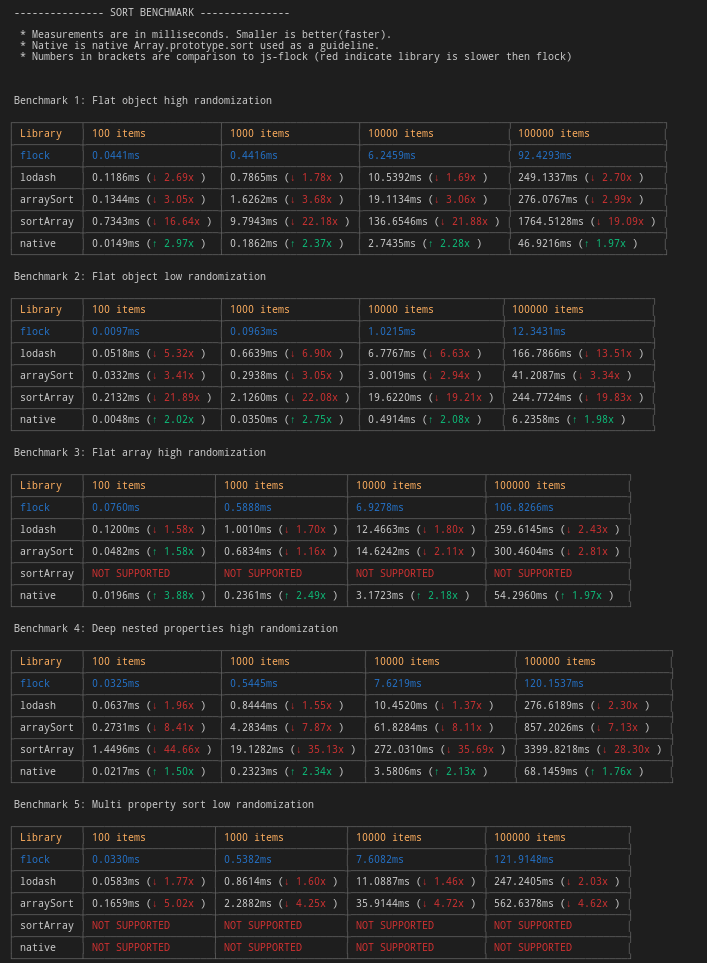 --------------- SORT BENCHMARK ---------------
* Measurements are in milliseconds. Smaller is better(faster).
* Native is native Array.prototype.sort used as a guideline.
* Numbers in brackets are comparison to js-flock (red indicate library is slower then flock)
Benchmark 1: Flat object high randomization
Library 100 items 1000 items 10000 items 100000 items
flock 0.0441ms 0.4416ms 6.2459ms 92.4293ms
lodash 0.1186ms (↓ 2.69x ) 0.7865ms (↓ 1.78x ) 10.5392ms (↓ 1.69x ) 249.1337ms (↓ 2.70x )
arraySort 0.1344ms (↓ 3.05x ) 1.6262ms (↓ 3.68x ) 19.1134ms (↓ 3.06x ) 276.0767ms (↓ 2.99x )
sortArray 0.7343ms (↓ 16.64x ) 9.7943ms (↓ 22.18x ) 136.6546ms (↓ 21.88x ) 1764.5128ms (↓ 19.09x )
native 0.0149ms (↑ 2.97x ) 0.1862ms (↑ 2.37x ) 2.7435ms (↑ 2.28x ) 46.9216ms (↑ 1.97x )
Benchmark 2: Flat object low randomization
Library 100 items 1000 items 10000 items 100000 items
flock 0.0097ms 0.0963ms 1.0215ms 12.3431ms
lodash 0.0518ms (↓ 5.32x ) 0.6639ms (↓ 6.90x ) 6.7767ms (↓ 6.63x ) 166.7866ms (↓ 13.51x )
arraySort 0.0332ms (↓ 3.41x ) 0.2938ms (↓ 3.05x ) 3.0019ms (↓ 2.94x ) 41.2087ms (↓ 3.34x )
sortArray 0.2132ms (↓ 21.89x ) 2.1260ms (↓ 22.08x ) 19.6220ms (↓ 19.21x ) 244.7724ms (↓ 19.83x )
native 0.0048ms (↑ 2.02x ) 0.0350ms (↑ 2.75x ) 0.4914ms (↑ 2.08x ) 6.2358ms (↑ 1.98x )
Benchmark 3: Flat array high randomization
Library 100 items 1000 items 10000 items 100000 items
flock 0.0760ms 0.5888ms 6.9278ms 106.8266ms
lodash 0.1200ms (↓ 1.58x ) 1.0010ms (↓ 1.70x ) 12.4663ms (↓ 1.80x ) 259.6145ms (↓ 2.43x )
arraySort 0.0482ms (↑ 1.58x ) 0.6834ms (↓ 1.16x ) 14.6242ms (↓ 2.11x ) 300.4604ms (↓ 2.81x )
sortArray NOT SUPPORTED NOT SUPPORTED NOT SUPPORTED NOT SUPPORTED
native 0.0196ms (↑ 3.88x ) 0.2361ms (↑ 2.49x ) 3.1723ms (↑ 2.18x ) 54.2960ms (↑ 1.97x )
Benchmark 4: Deep nested properties high randomization
Library 100 items 1000 items 10000 items 100000 items
flock 0.0325ms 0.5445ms 7.6219ms 120.1537ms
lodash 0.0637ms (↓ 1.96x ) 0.8444ms (↓ 1.55x ) 10.4520ms (↓ 1.37x ) 276.6189ms (↓ 2.30x )
arraySort 0.2731ms (↓ 8.41x ) 4.2834ms (↓ 7.87x ) 61.8284ms (↓ 8.11x ) 857.2026ms (↓ 7.13x )
sortArray 1.4496ms (↓ 44.66x ) 19.1282ms (↓ 35.13x ) 272.0310ms (↓ 35.69x ) 3399.8218ms (↓ 28.30x )
native 0.0217ms (↑ 1.50x ) 0.2323ms (↑ 2.34x ) 3.5806ms (↑ 2.13x ) 68.1459ms (↑ 1.76x )
Benchmark 5: Multi property sort low randomization
Library 100 items 1000 items 10000 items 100000 items
flock 0.0330ms 0.5382ms 7.6082ms 121.9148ms
lodash 0.0583ms (↓ 1.77x ) 0.8614ms (↓ 1.60x ) 11.0887ms (↓ 1.46x ) 247.2405ms (↓ 2.03x )
arraySort 0.1659ms (↓ 5.02x ) 2.2882ms (↓ 4.25x ) 35.9144ms (↓ 4.72x ) 562.6378ms (↓ 4.62x )
sortArray NOT SUPPORTED NOT SUPPORTED NOT SUPPORTED NOT SUPPORTED
native NOT SUPPORTED NOT SUPPORTED NOT SUPPORTED NOT SUPPORTED